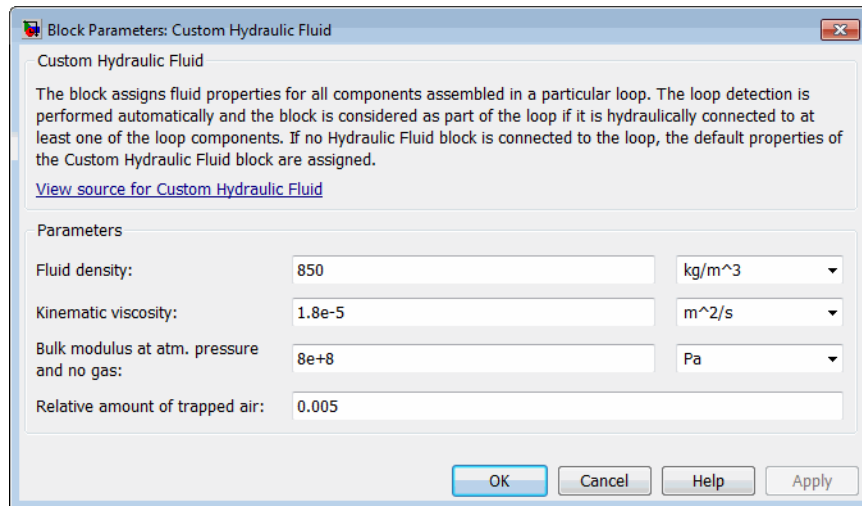 Block Parameters: Custom Hydraulic Fluid
Custom Hydraulic Fluid
The block assigns fluid properties for all components assembled in a particular loop. The loop detection is
performed automatically and the block is considered as part of the loop if it is hydraulically connected to at
least one of the loop components. If no Hydraulic Fluid block is connected to the loop, the default properties of
the Custom Hydraulic Fluid block are assigned.
View source for Custom Hydraulic Fluid
Parameters
Fluid density: 850 kg/m^3
Kinematic viscosity: 1.8e-5 m^2/s
Bulk modulus at atm. pressure
and no gas: 8e+8 Pa
Relative amount of trapped air: 0.005
OK Cancel Help Apply